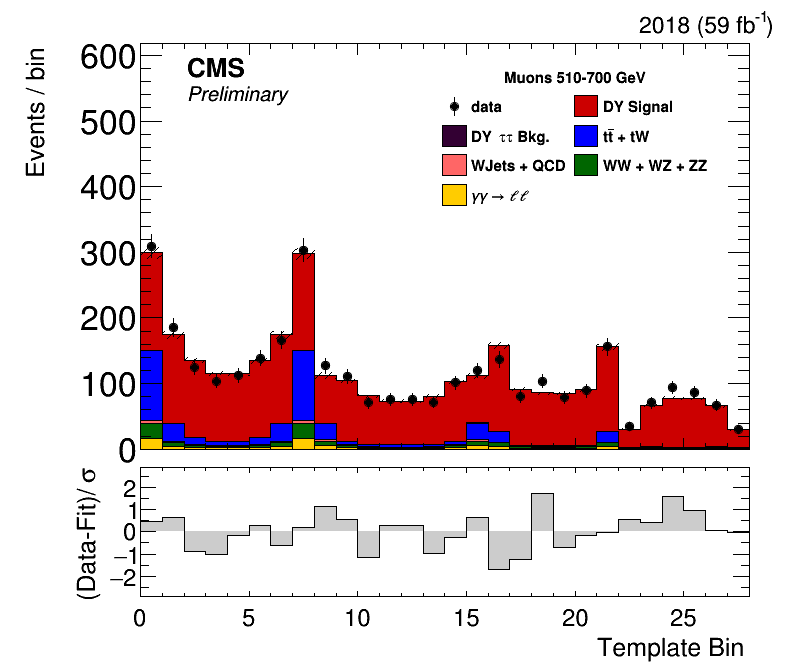 2018 (59 fb⁻¹)
Events / bin
600
500
400
300
200
100
0
CMS
Preliminary
Muons 510-700 GeV
data
DY Signal
DY ττ Bkg.
tt̄ + tW
WJets + QCD
WW + WZ + ZZ
γγ → ℓℓ
(Data-Fit)/ σ
2
1
0
−1
−2
0 5 10 15 20 25
Template Bin